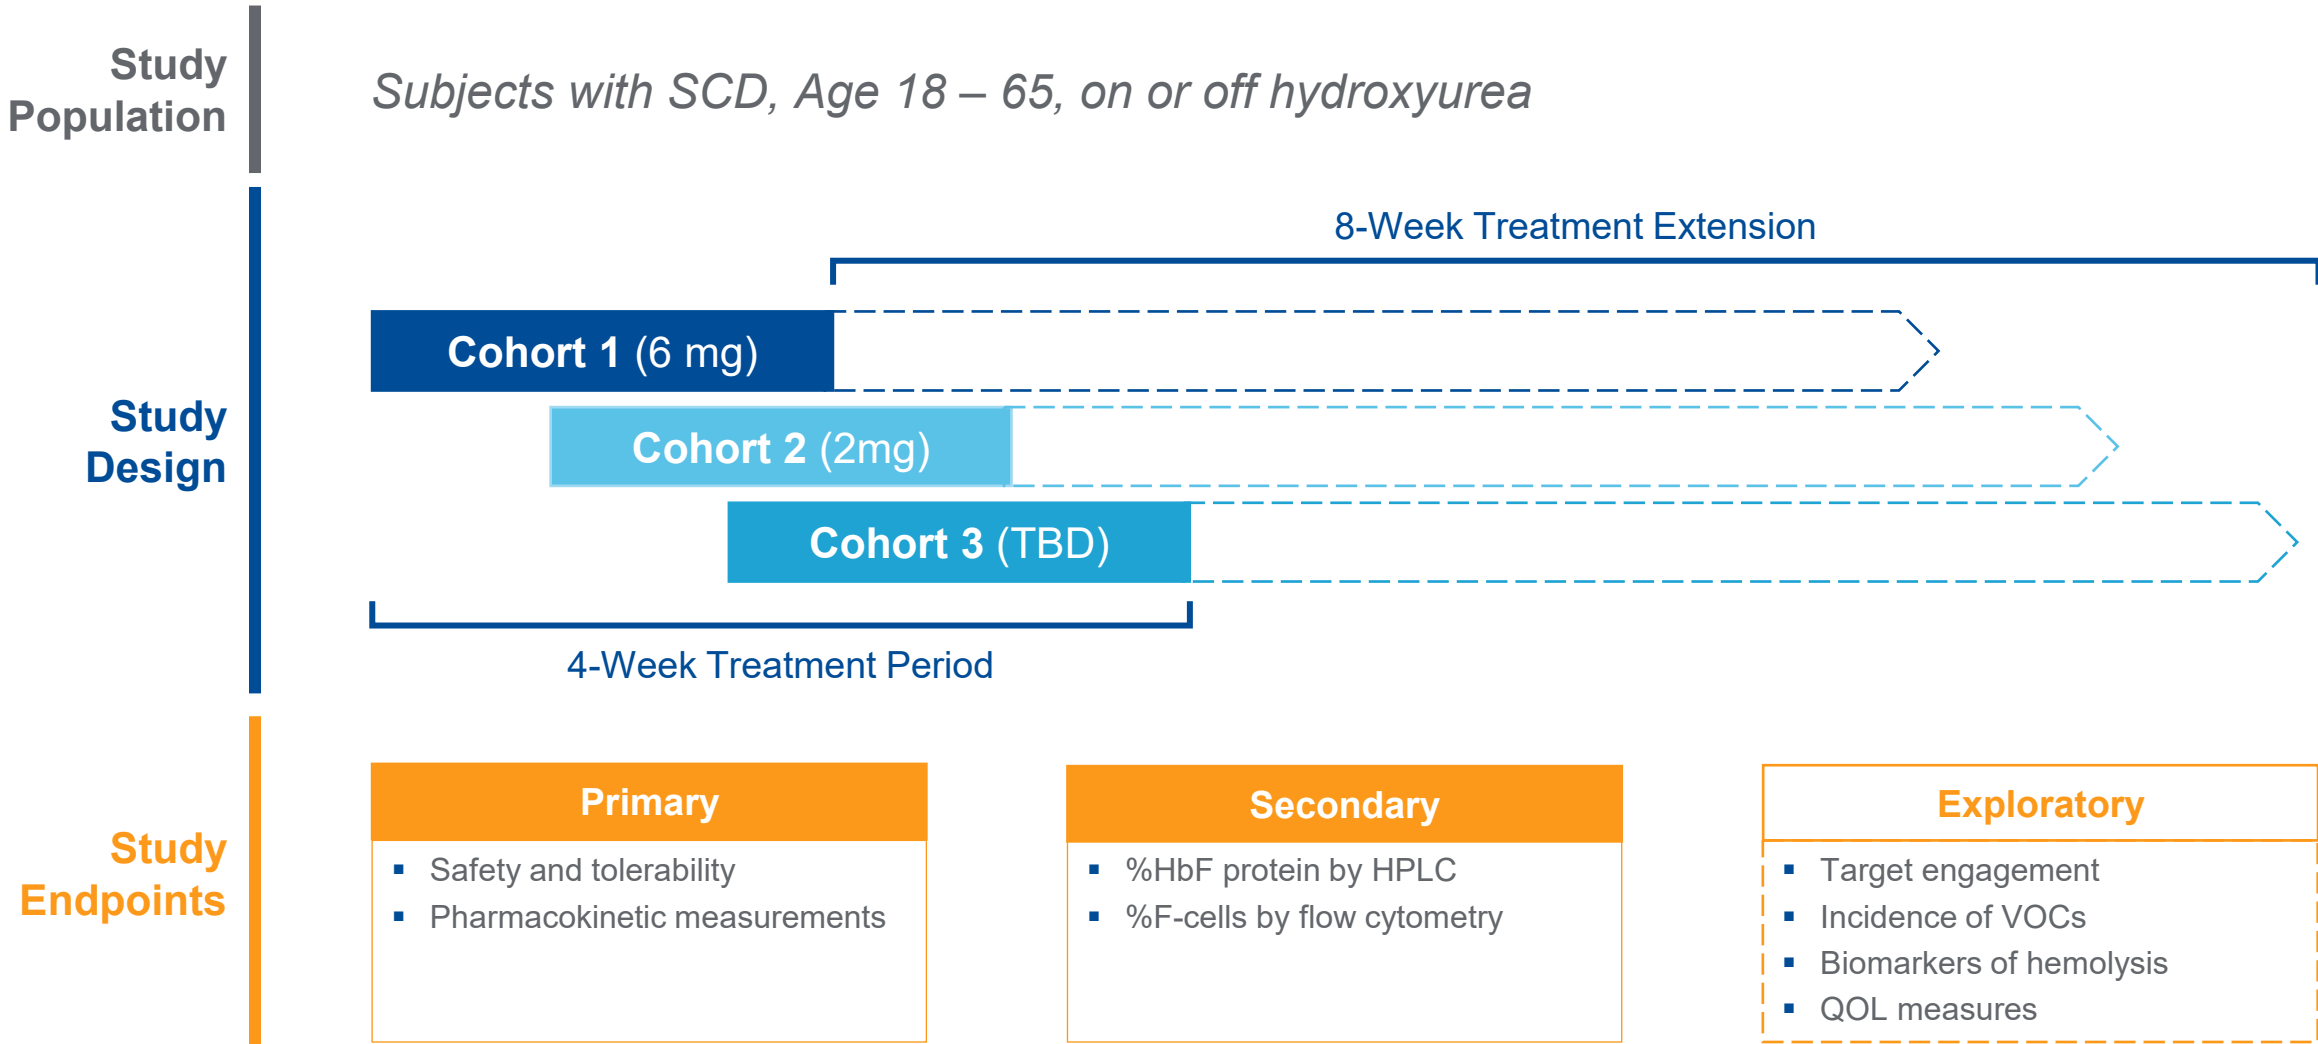 Study
Population
Subjects with SCD, Age 18 – 65, on or off hydroxyurea
8-Week Treatment Extension
Study
Design
Cohort 1 (6 mg)
Cohort 2 (2mg)
Cohort 3 (TBD)
4-Week Treatment Period
Study
Endpoints
Primary
▪ Safety and tolerability
▪ Pharmacokinetic measurements
Secondary
▪ %HbF protein by HPLC
▪ %F-cells by flow cytometry
Exploratory
▪ Target engagement
▪ Incidence of VOCs
▪ Biomarkers of hemolysis
▪ QOL measures